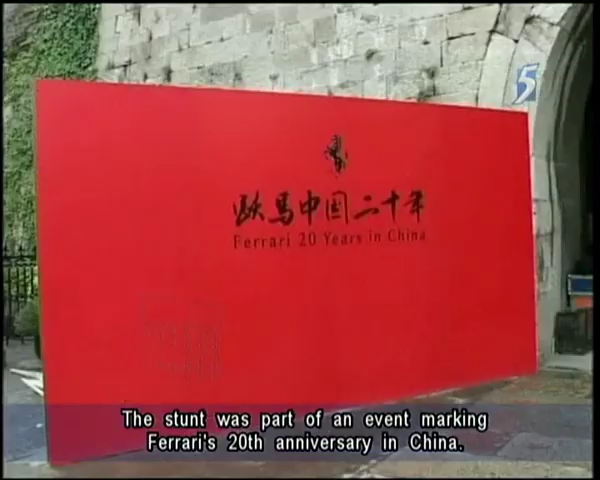 5
跃马中国二十年
Ferrari 20 Years in China
The stunt was part of an event marking
Ferrari's 20th anniversary in China.